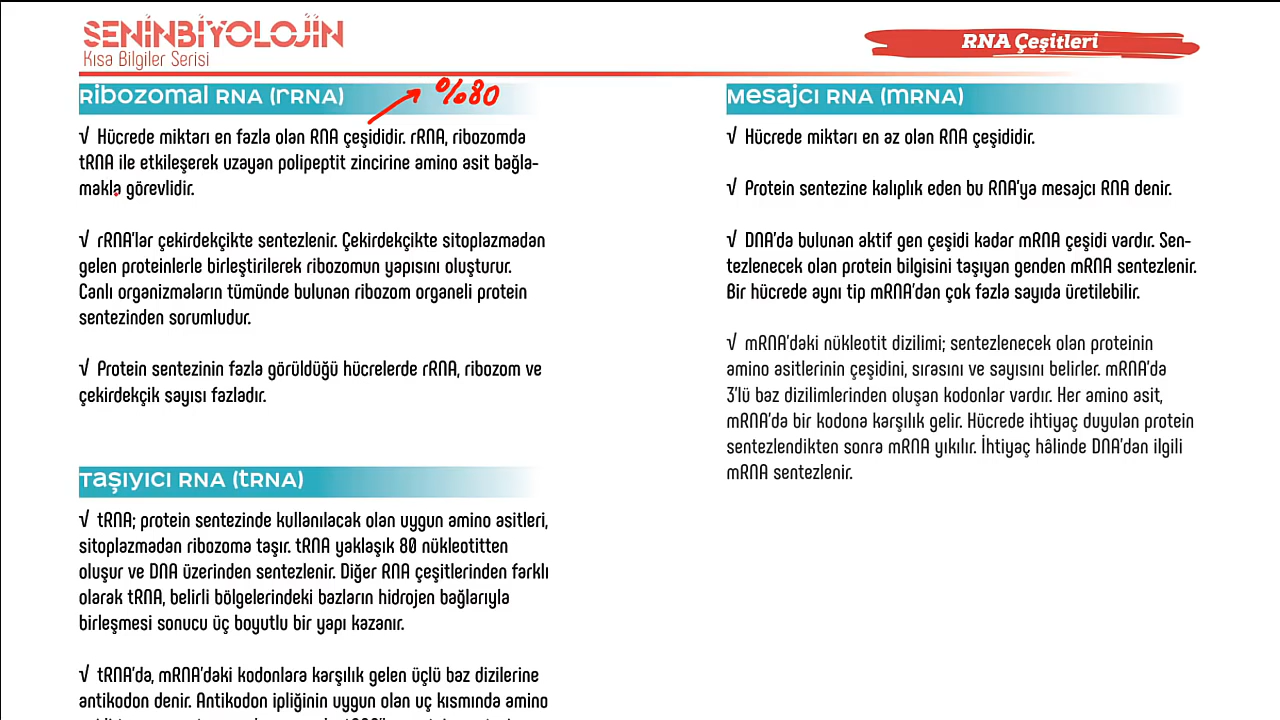 SENİNBİYOLOJİN
Kısa Bilgiler Serisi
RNA Çeşitleri
Ribozomal RNA (rRNA)
%80
√ Hücrede miktarı en fazla olan RNA çeşididir. rRNA, ribozomda
tRNA ile etkileşerek uzayan polipeptit zincirine amino asit bağla-
makla görevlidir.
√ rRNA'lar çekirdekçikte sentezlenir. Çekirdekçikte sitoplazmadan
gelen proteinlerle birleştirilerek ribozomun yapısını oluşturur.
Canlı organizmaların tümünde bulunan ribozom organeli protein
sentezinden sorumludur.
√ Protein sentezinin fazla görüldüğü hücrelerde rRNA, ribozom ve
çekirdekçik sayısı fazladır.
Taşıyıcı RNA (tRNA)
√ tRNA; protein sentezinde kullanılacak olan uygun amino asitleri,
sitoplazmadan ribozoma taşır. tRNA yaklaşık 80 nükleotitten
oluşur ve DNA üzerinden sentezlenir. Diğer RNA çeşitlerinden farklı
olarak tRNA, belirli bölgelerindeki bazların hidrojen bağlarıyla
birleşmesi sonucu üç boyutlu bir yapı kazanır.
√ tRNA'da, mRNA'daki kodonlara karşılık gelen üçlü baz dizilerine
antikodon denir. Antikodon ipliğinin uygun olan uç kısmında amino
Mesajcı RNA (mRNA)
√ Hücrede miktarı en az olan RNA çeşididir.
√ Protein sentezine kalıplık eden bu RNA'ya mesajcı RNA denir.
√ DNA'da bulunan aktif gen çeşidi kadar mRNA çeşidi vardır. Sen-
tezlenecek olan protein bilgisini taşıyan genden mRNA sentezlenir.
Bir hücrede aynı tip mRNA'dan çok fazla sayıda üretilebilir.
√ mRNA'daki nükleotit dizilimi; sentezlenecek olan proteinin
amino asitlerinin çeşidini, sırasını ve sayısını belirler. mRNA'da
3'lü baz dizilimlerinden oluşan kodonlar vardır. Her amino asit,
mRNA'da bir kodona karşılık gelir. Hücrede ihtiyaç duyulan protein
sentezlendikten sonra mRNA yıkılır. İhtiyaç hâlinde DNA'dan ilgili
mRNA sentezlenir.